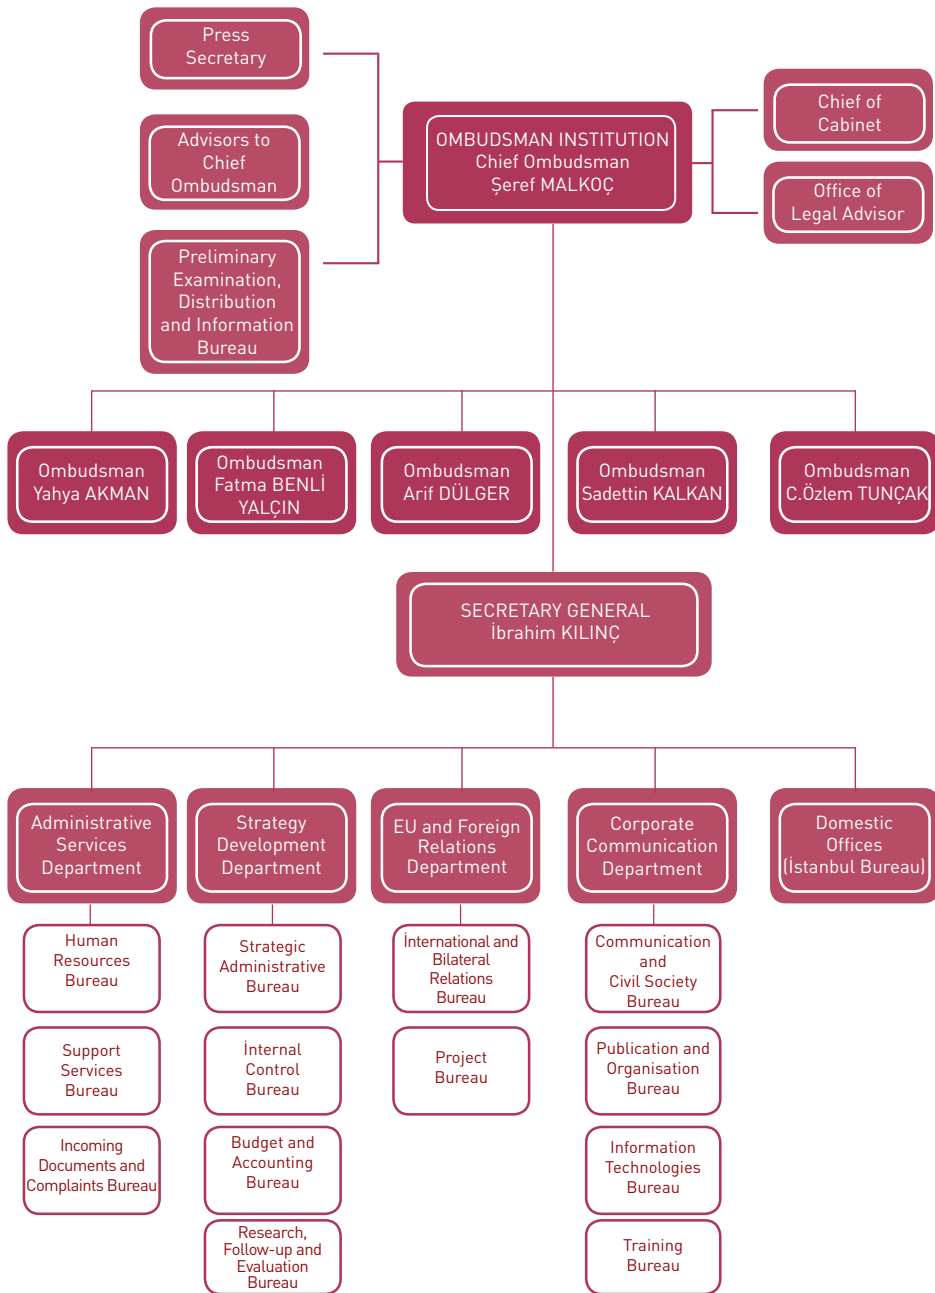 Press
Secretary
Advisors to
Chief
Ombudsman
Preliminary
Examination,
Distribution
and Information
Bureau
OMBUDSMAN INSTITUTION
Chief Ombudsman
Şeref MALKOÇ
Chief of
Cabinet
Office of
Legal Advisor
Ombudsman
Yahya AKMAN
Ombudsman
Fatma BENLİ
YALÇIN
Ombudsman
Arif DÜLGER
Ombudsman
Sadettin KALKAN
Ombudsman
C.Özlem TUNÇAK
SECRETARY GENERAL
İbrahim KILINÇ
Administrative
Services
Department
Strategy
Development
Department
EU and Foreign
Relations
Department
Corporate
Communication
Department
Domestic
Offices
(İstanbul Bureau)
Human
Resources
Bureau
Support
Services
Bureau
Incoming
Documents and
Complaints Bureau
Strategic
Administrative
Bureau
İnternal
Control
Bureau
Budget and
Accounting
Bureau
Research,
Follow-up and
Evaluation
Bureau
İnternational and
Bilateral
Relations
Bureau
Project
Bureau
Communication
and
Civil Society
Bureau
Publication and
Organisation
Bureau
Information
Technologies
Bureau
Training
Bureau